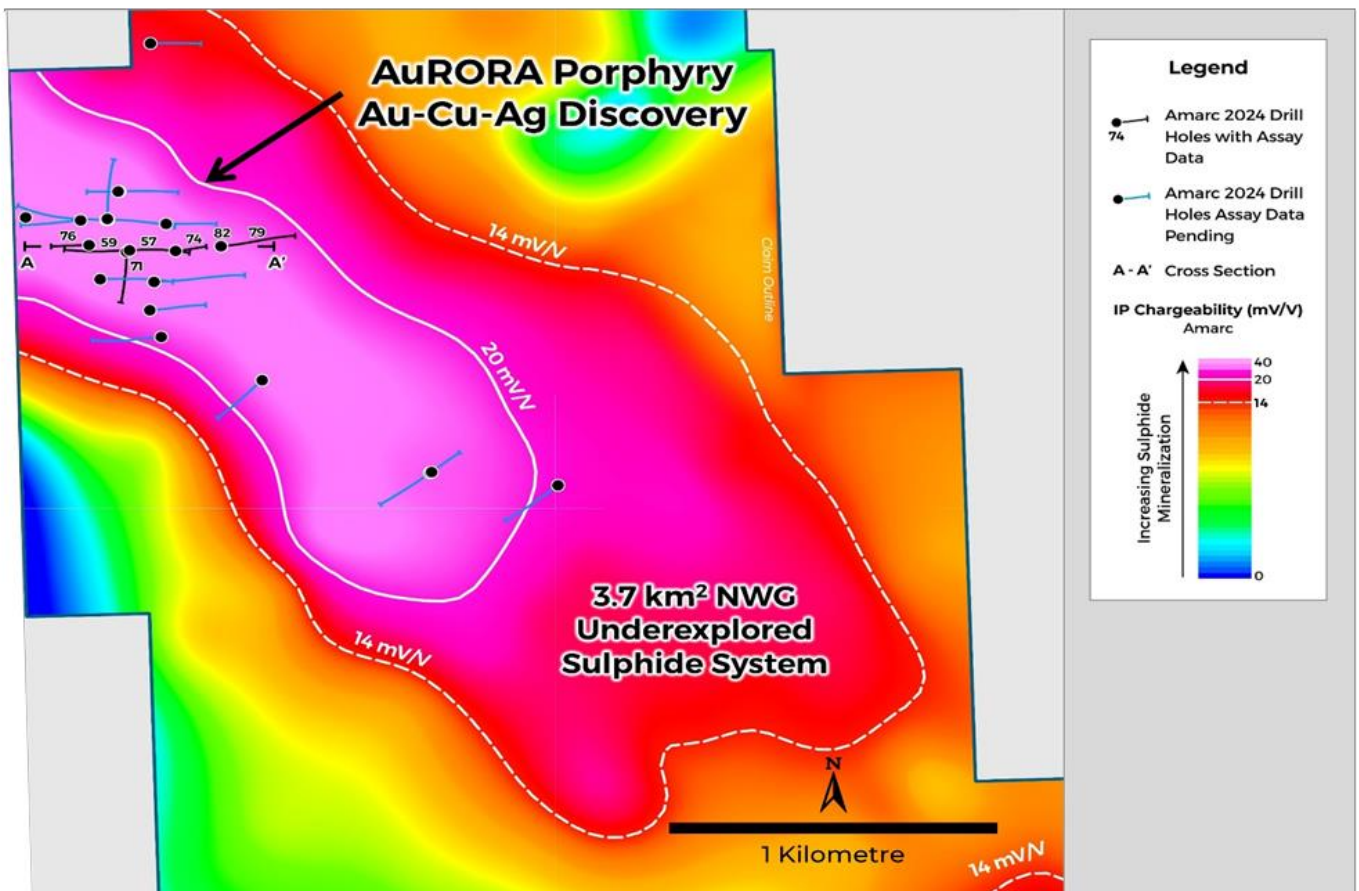 AuRORA Porphyry
Au-Cu-Ag Discovery
14 mV/V
Claim Outline
76
59
57
74
82
79
A
A'
71
20 mV/V
3.7 km² NWG
Underexplored
Sulphide System
14 mV/V
N
1 Kilometre
14 mV/V
Legend
74
Amarc 2024 Drill
Holes with Assay
Data
Amarc 2024 Drill
Holes Assay Data
Pending
A - A' Cross Section
IP Chargeability (mV/V)
Amarc
Increasing Sulphide
Mineralization
40
20
14
0